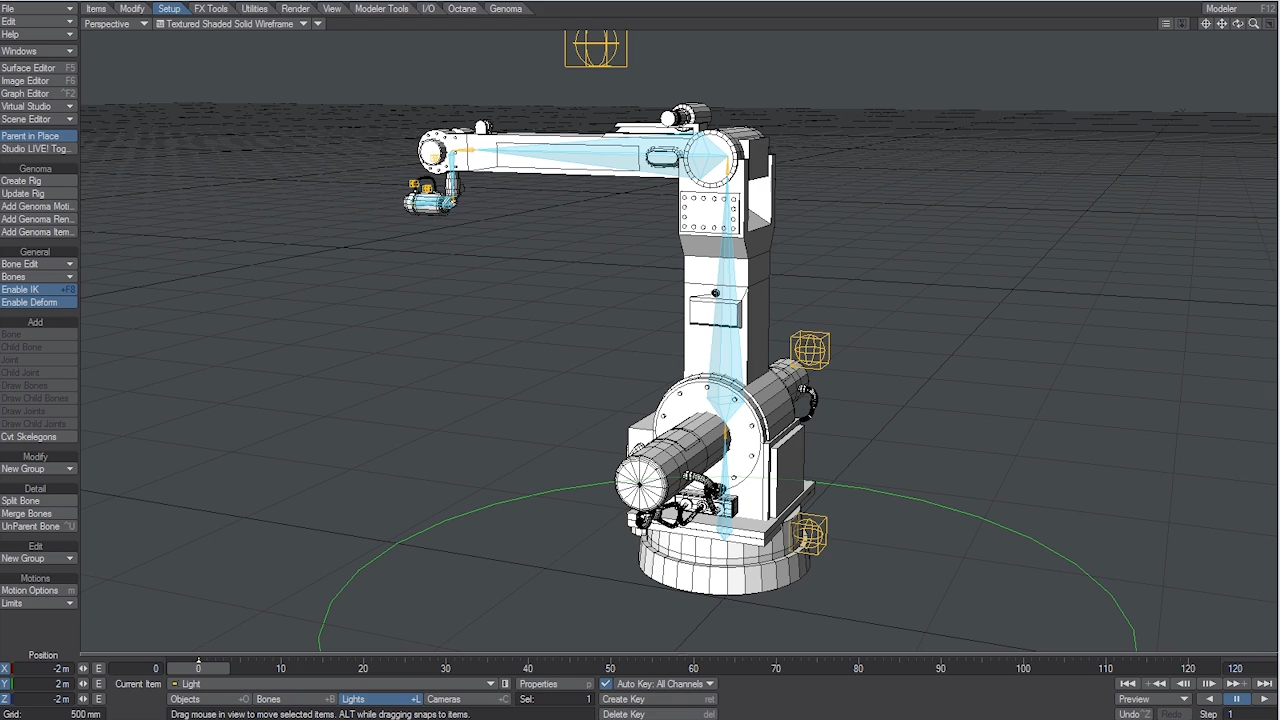 File
Edit
Help
Windows
Surface Editor F5
Image Editor F6
Graph Editor ^F2
Virtual Studio
Scene Editor
Parent in Place
Studio LIVE! Tog...
Genoma
Create Rig
Update Rig
Add Genoma Moti...
Add Genoma Ren...
Add Genoma Item...
General
Bone Edit
Bones
Enable IK +F8
Enable Deform
Add
Bone
Child Bone
Joint
Child Joint
Draw Bones
Draw Child Bones
Draw Joints
Draw Child Joints
Cvt Skelegons
Modify
New Group
Detail
Split Bone
Merge Bones
UnParent Bone ^U
Edit
New Group
Motions
Motion Options m
Limits
Items Modify Setup FX Tools Utilities Render View Modeler Tools I/O Octane Genoma Modeler F12
Perspective Textured Shaded Solid Wireframe
Position
X -2 m E 0 0 10 20 30 40 50 60 70 80 90 100 110 120 120
Y 2 m E Current Item Light Properties p Auto Key: All Channels
Z -2 m E Objects +O Bones +B Lights +L Cameras +C Sel: 1 Create Key ret Preview
Grid: 500 mm Drag mouse in view to move selected items. ALT while dragging snaps to items. Delete Key del Undo ^Z Redo Step 1